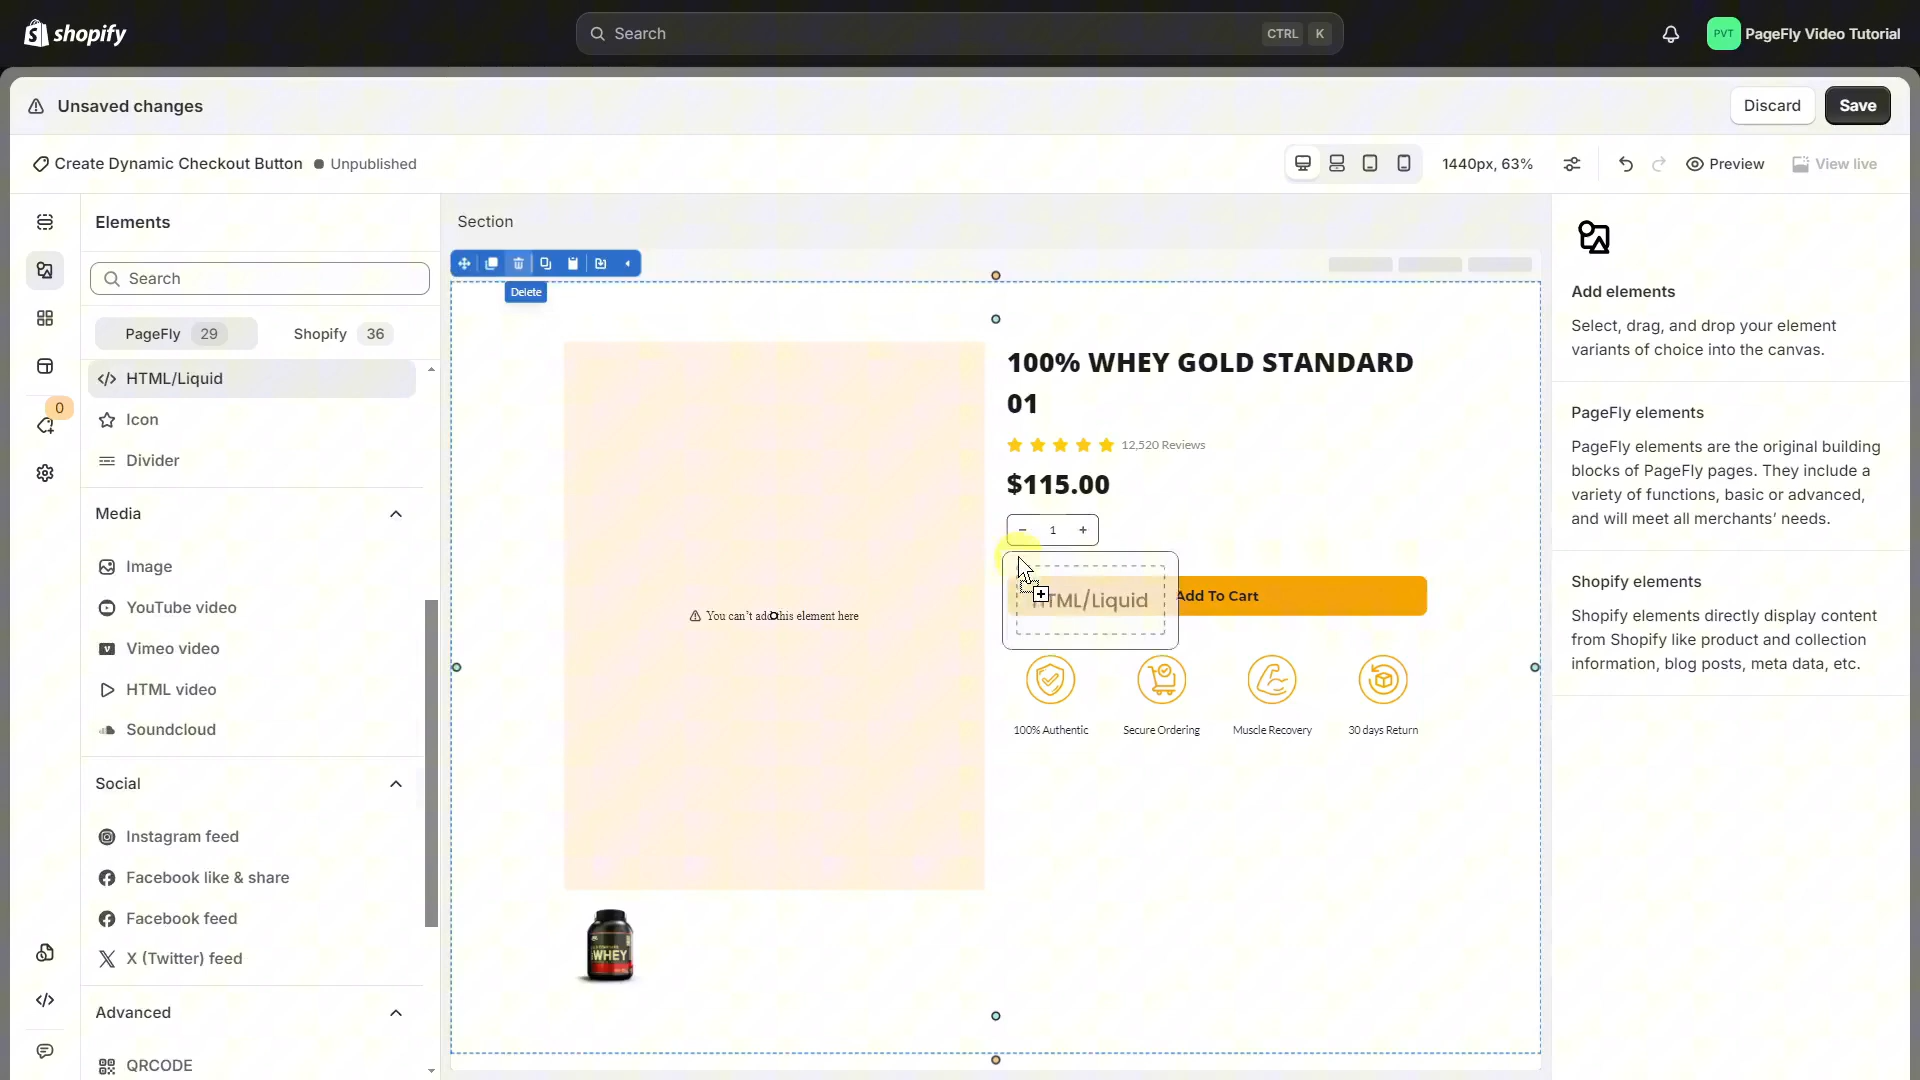 shopify
Search
CTRL K
PVT
PageFly Video Tutorial
Unsaved changes
Discard
Save
Create Dynamic Checkout Button
Unpublished
1440px, 63%
Preview
View live
Elements
Search
PageFly 29
Shopify 36
HTML/Liquid
Icon
Divider
Media
Image
YouTube video
Vimeo video
HTML video
Soundcloud
Social
Instagram feed
Facebook like & share
Facebook feed
X (Twitter) feed
Advanced
QRCODE
0
Section
Delete
You can't add this element here
WHEY
100% WHEY GOLD STANDARD
01
12,520 Reviews
$115.00
− 1 +
HTML/Liquid
Add To Cart
100% Authentic
Secure Ordering
Muscle Recovery
30 days Return
Add elements
Select, drag, and drop your element
variants of choice into the canvas.
PageFly elements
PageFly elements are the original building
blocks of PageFly pages. They include a
variety of functions, basic or advanced,
and will meet all merchants' needs.
Shopify elements
Shopify elements directly display content
from Shopify like product and collection
information, blog posts, meta data, etc.